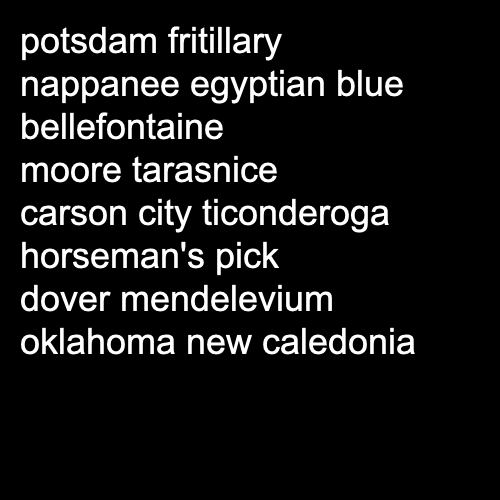 potsdam fritillary
nappanee egyptian blue
bellefontaine
moore tarasnice
carson city ticonderoga
horseman's pick
dover mendelevium
oklahoma new caledonia